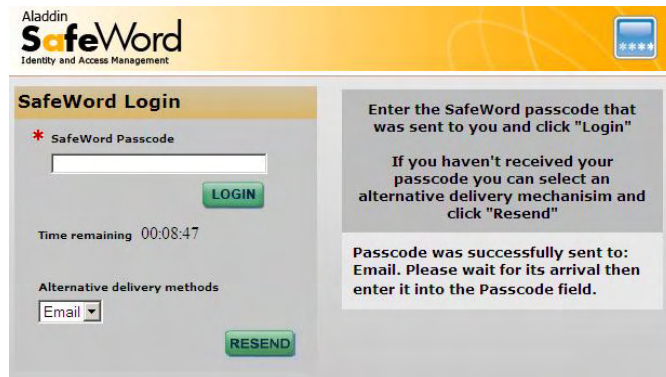 Aladdin
SafeWord
Identity and Access Management
****
SafeWord Login
* SafeWord Passcode
LOGIN
Time remaining 00:08:47
Alternative delivery methods
Email
RESEND
Enter the SafeWord passcode that
was sent to you and click "Login"
If you haven't received your
passcode you can select an
alternative delivery mechanisim and
click "Resend"
Passcode was successfully sent to:
Email. Please wait for its arrival then
enter it into the Passcode field.